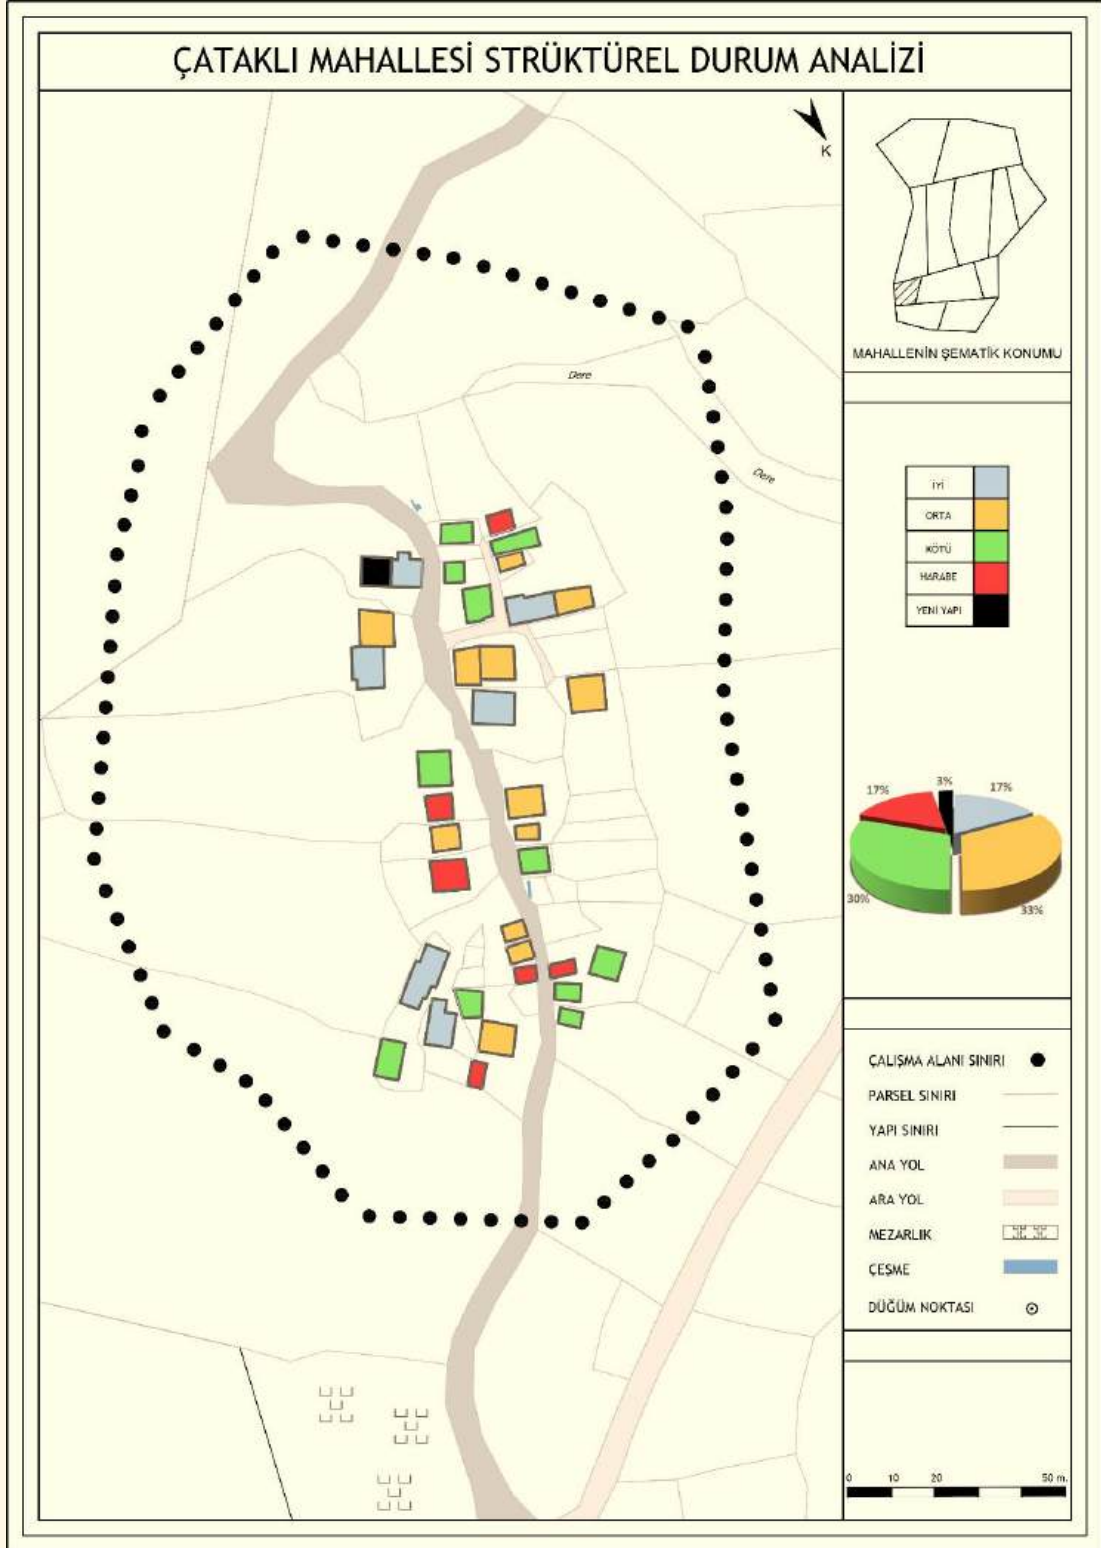 ÇATAKLI MAHALLESİ STRÜKTÜREL DURUM ANALİZİ
K
MAHALLENİN ŞEMATİK KONUMU
Dere
Dere
İYİ
ORTA
KÖTÜ
HARABE
YENİ YAPI
3%
17%
17%
30%
33%
ÇALIŞMA ALANI SINIRI
PARSEL SINIRI
YAPI SINIRI
ANA YOL
ARA YOL
MEZARLIK
ÇEŞME
DÜĞÜM NOKTASI
0 10 20 50 m.